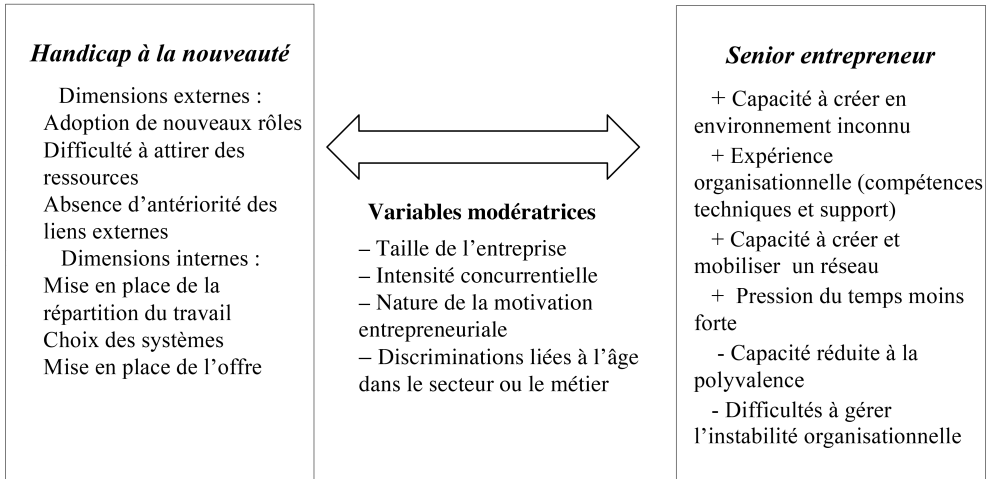 Handicap à la nouveauté
Dimensions externes :
Adoption de nouveaux rôles
Difficulté à attirer des
ressources
Absence d’antériorité des
liens externes
Dimensions internes :
Mise en place de la
répartition du travail
Choix des systèmes
Mise en place de l’offre
Variables modératrices
– Taille de l’entreprise
– Intensité concurrentielle
– Nature de la motivation
entrepreneuriale
– Discriminations liées à l’âge
dans le secteur ou le métier
Senior entrepreneur
+ Capacité à créer en
environnement inconnu
+ Expérience
organisationnelle (compétences
techniques et support)
+ Capacité à créer et
mobiliser un réseau
+ Pression du temps moins
forte
- Capacité réduite à la
polyvalence
- Difficultés à gérer
l’instabilité organisationnelle